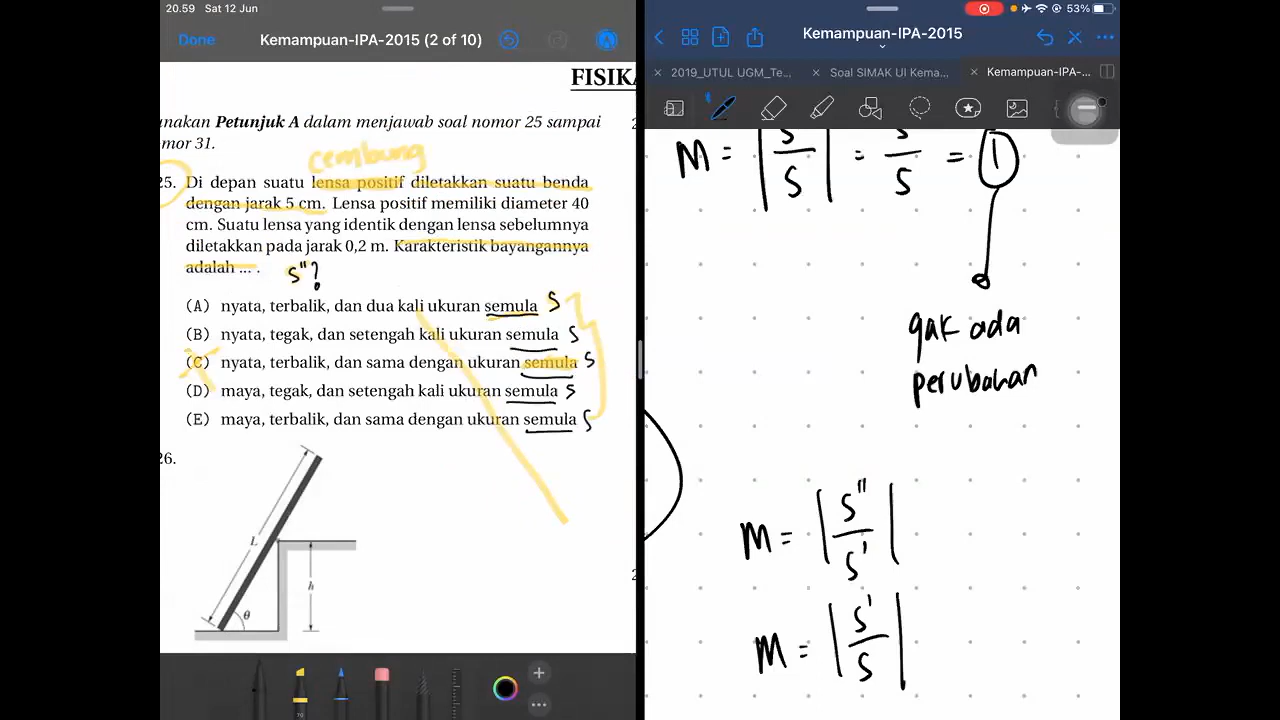 20.59 Sat 12 Jun
53%
Done
Kemampuan-IPA-2015 (2 of 10)
Kemampuan-IPA-2015
2019_UTUL UGM_Te...
Soal SIMAK UI Kema...
Kemampuan-IPA-...
FISIKA
unakan Petunjuk A dalam menjawab soal nomor 25 sampai
mor 31.
cembung
25. Di depan suatu lensa positif diletakkan suatu benda
dengan jarak 5 cm. Lensa positif memiliki diameter 40
cm. Suatu lensa yang identik dengan lensa sebelumnya
diletakkan pada jarak 0,2 m. Karakteristik bayangannya
adalah ... .
S"?
(A) nyata, terbalik, dan dua kali ukuran semula S
(B) nyata, tegak, dan setengah kali ukuran semula S
(C) nyata, terbalik, dan sama dengan ukuran semula S
(D) maya, tegak, dan setengah kali ukuran semula S
(E) maya, terbalik, dan sama dengan ukuran semula S
26.
L
h
θ
70
M = | S / S | = S / S = 1
gak ada
perubahan
M = | S" / S' |
M = | S' / S |